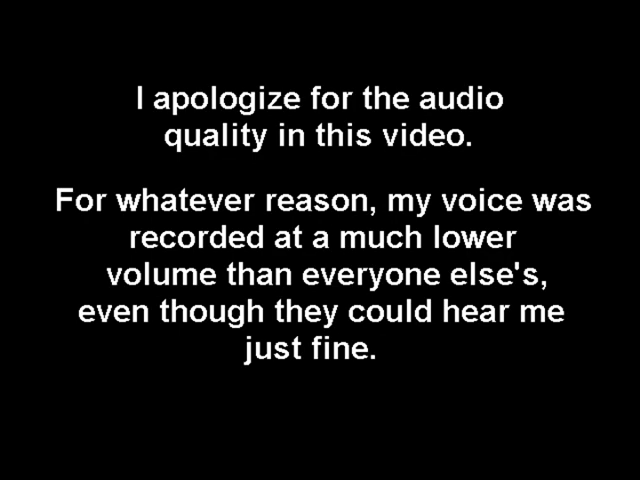 I apologize for the audio
quality in this video.
For whatever reason, my voice was
recorded at a much lower
volume than everyone else's,
even though they could hear me
just fine.